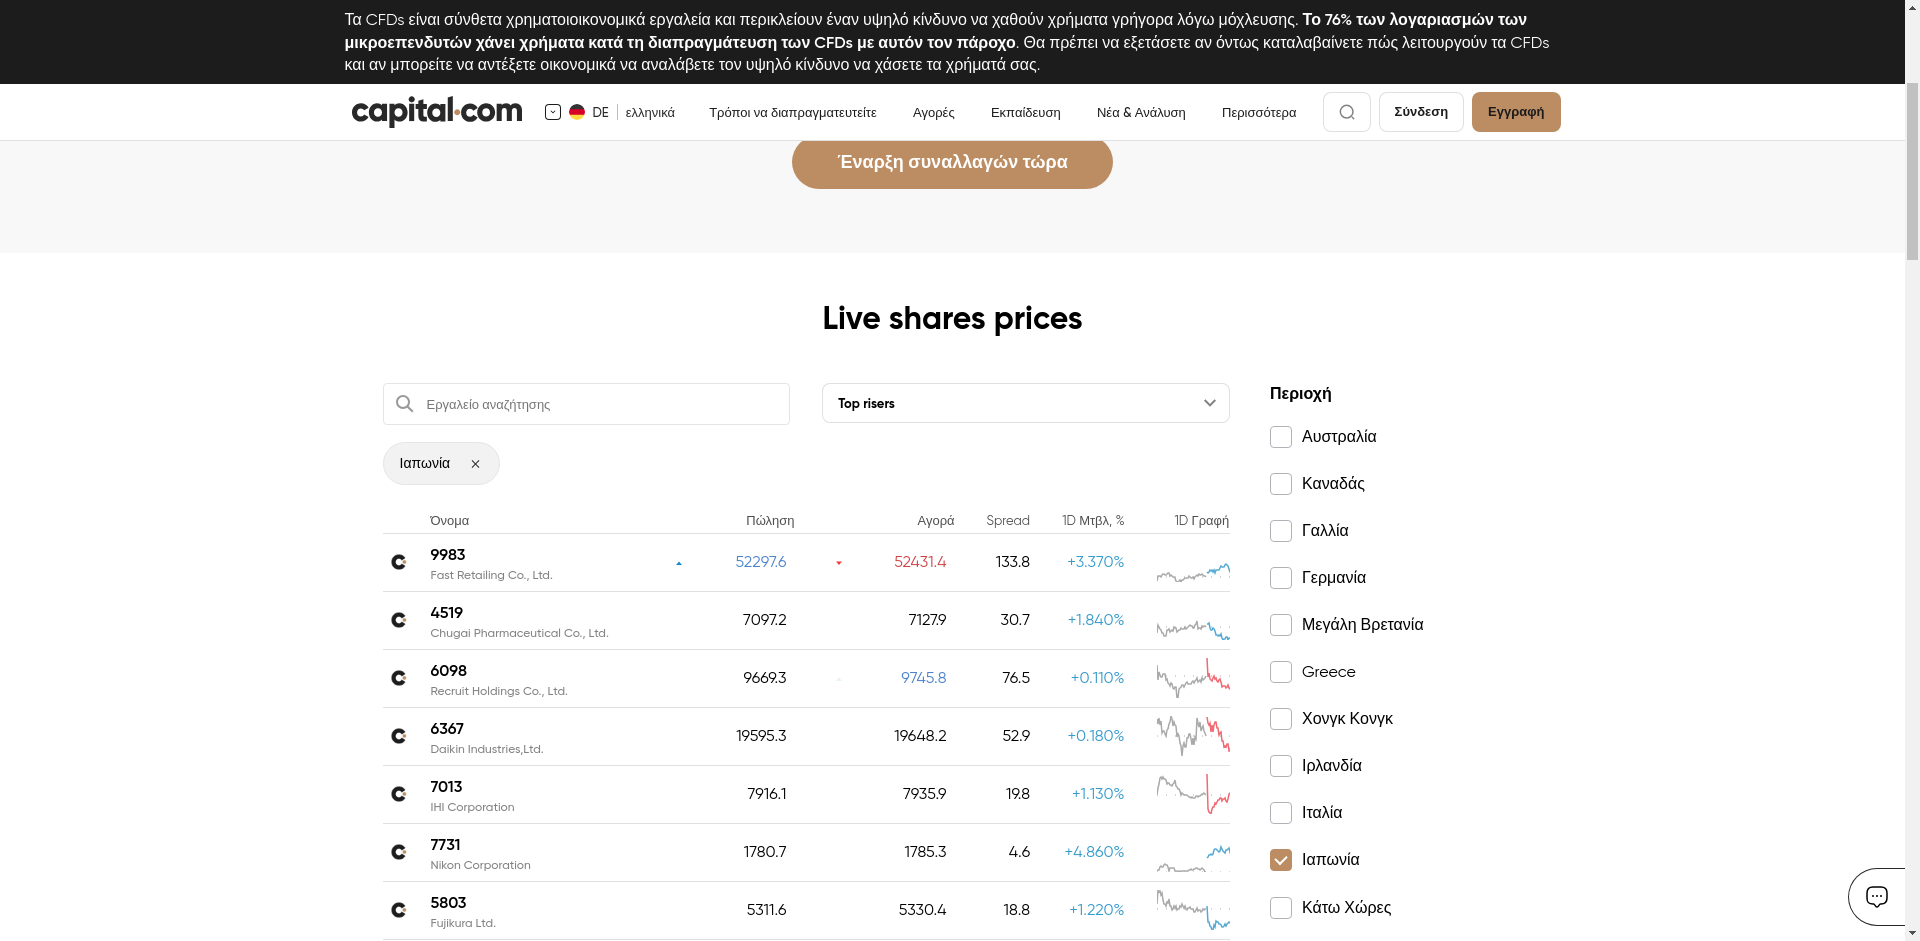 Τα CFDs είναι σύνθετα χρηματοιοικονομικά εργαλεία και περικλείουν έναν υψηλό κίνδυνο να χαθούν χρήματα γρήγορα λόγω μόχλευσης. Το 76% των λογαριασμών των
μικροεπενδυτών χάνει χρήματα κατά τη διαπραγμάτευση των CFDs με αυτόν τον πάροχο. Θα πρέπει να εξετάσετε αν όντως καταλαβαίνετε πώς λειτουργούν τα CFDs
και αν μπορείτε να αντέξετε οικονομικά να αναλάβετε τον υψηλό κίνδυνο να χάσετε τα χρήματά σας.
capital.com DE ελληνικά Τρόποι να διαπραγματευτείτε Αγορές Εκπαίδευση Νέα & Ανάλυση Περισσότερα Σύνδεση Εγγραφή
Έναρξη συναλλαγών τώρα
Live shares prices
Εργαλείο αναζήτησης
Top risers
Ιαπωνία
Όνομα Πώληση Αγορά Spread 1D Μτβλ, % 1D Γραφή
9983 52297.6 52431.4 133.8 +3.370%
Fast Retailing Co., Ltd.
4519 7097.2 7127.9 30.7 +1.840%
Chugai Pharmaceutical Co., Ltd.
6098 9669.3 9745.8 76.5 +0.110%
Recruit Holdings Co., Ltd.
6367 19595.3 19648.2 52.9 +0.180%
Daikin Industries,Ltd.
7013 7916.1 7935.9 19.8 +1.130%
IHI Corporation
7731 1780.7 1785.3 4.6 +4.860%
Nikon Corporation
5803 5311.6 5330.4 18.8 +1.220%
Fujikura Ltd.
Περιοχή
Αυστραλία
Καναδάς
Γαλλία
Γερμανία
Μεγάλη Βρετανία
Greece
Χονγκ Κονγκ
Ιρλανδία
Ιταλία
Ιαπωνία
Κάτω Χώρες